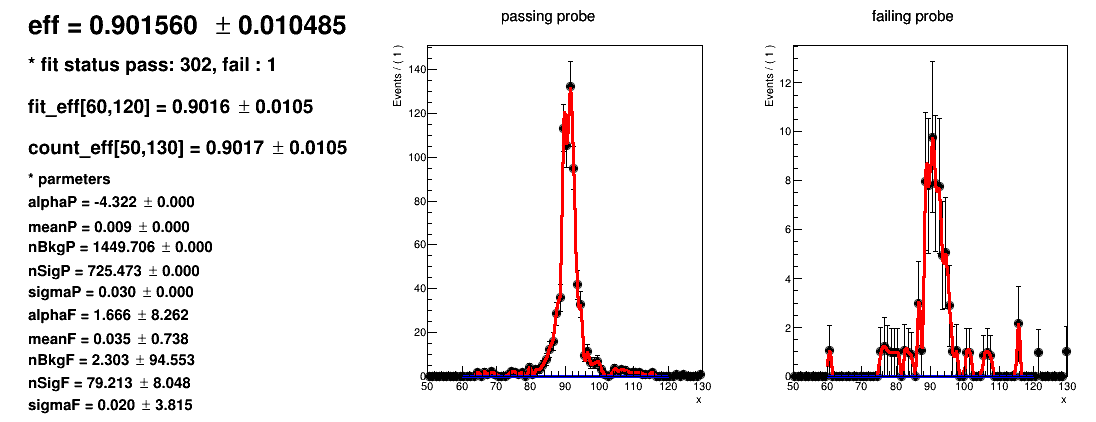 eff = 0.901560 ± 0.010485
* fit status pass: 302, fail : 1
fit_eff[60,120] = 0.9016 ± 0.0105
count_eff[50,130] = 0.9017 ± 0.0105
* parmeters
alphaP = -4.322 ± 0.000
meanP = 0.009 ± 0.000
nBkgP = 1449.706 ± 0.000
nSigP = 725.473 ± 0.000
sigmaP = 0.030 ± 0.000
alphaF = 1.666 ± 8.262
meanF = 0.035 ± 0.738
nBkgF = 2.303 ± 94.553
nSigF = 79.213 ± 8.048
sigmaF = 0.020 ± 3.815
passing probe
Events / ( 1 )
140
120
100
80
60
40
20
0
50 60 70 80 90 100 110 120 130
x
failing probe
Events / ( 1 )
12
10
8
6
4
2
0
50 60 70 80 90 100 110 120 130
x